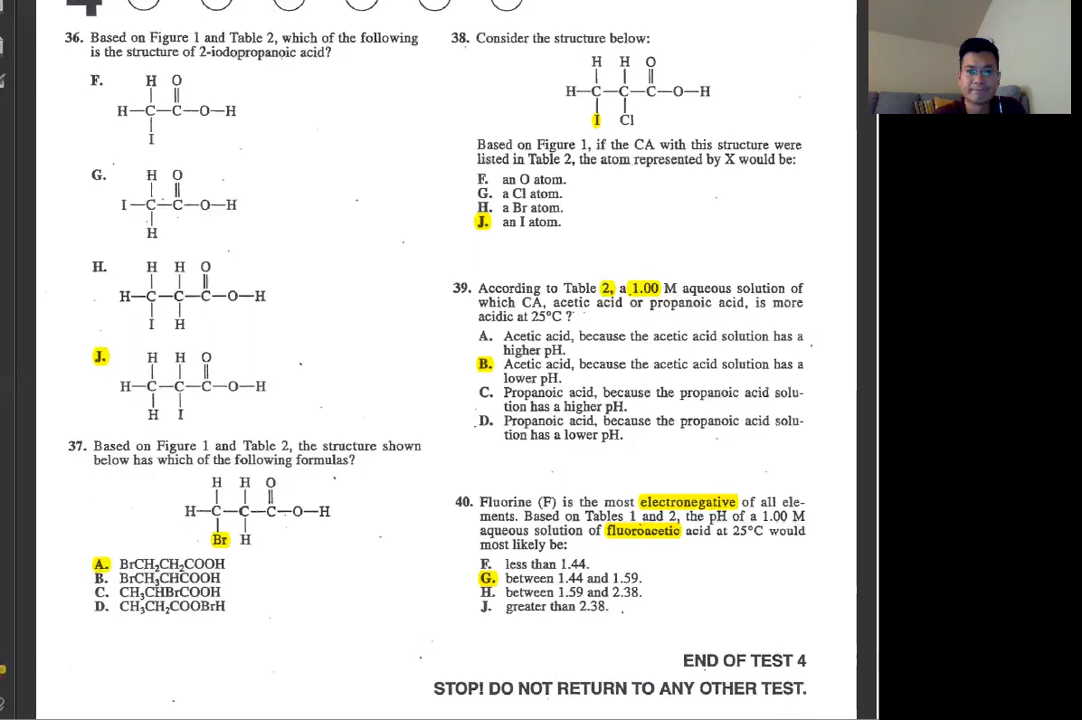 4
36. Based on Figure 1 and Table 2, which of the following
is the structure of 2-iodopropanoic acid?
F.
H O
H—C—C—O—H
I
G.
H O
I—C—C—O—H
H
H.
H H O
H—C—C—C—O—H
I H
J.
H H O
H—C—C—C—O—H
H I
37. Based on Figure 1 and Table 2, the structure shown
below has which of the following formulas?
H H O
H—C—C—C—O—H
Br H
A. BrCH₂CH₂COOH
B. BrCH₃CHCOOH
C. CH₃CHBrCOOH
D. CH₃CH₂COOBrH
38. Consider the structure below:
H H O
H—C—C—C—O—H
I Cl
Based on Figure 1, if the CA with this structure were
listed in Table 2, the atom represented by X would be:
F. an O atom.
G. a Cl atom.
H. a Br atom.
J. an I atom.
39. According to Table 2, a 1.00 M aqueous solution of
which CA, acetic acid or propanoic acid, is more
acidic at 25°C ?
A. Acetic acid, because the acetic acid solution has a
higher pH.
B. Acetic acid, because the acetic acid solution has a
lower pH.
C. Propanoic acid, because the propanoic acid solu-
tion has a higher pH.
D. Propanoic acid, because the propanoic acid solu-
tion has a lower pH.
40. Fluorine (F) is the most electronegative of all ele-
ments. Based on Tables 1 and 2, the pH of a 1.00 M
aqueous solution of fluoroacetic acid at 25°C would
most likely be:
F. less than 1.44.
G. between 1.44 and 1.59.
H. between 1.59 and 2.38.
J. greater than 2.38.
END OF TEST 4
STOP! DO NOT RETURN TO ANY OTHER TEST.